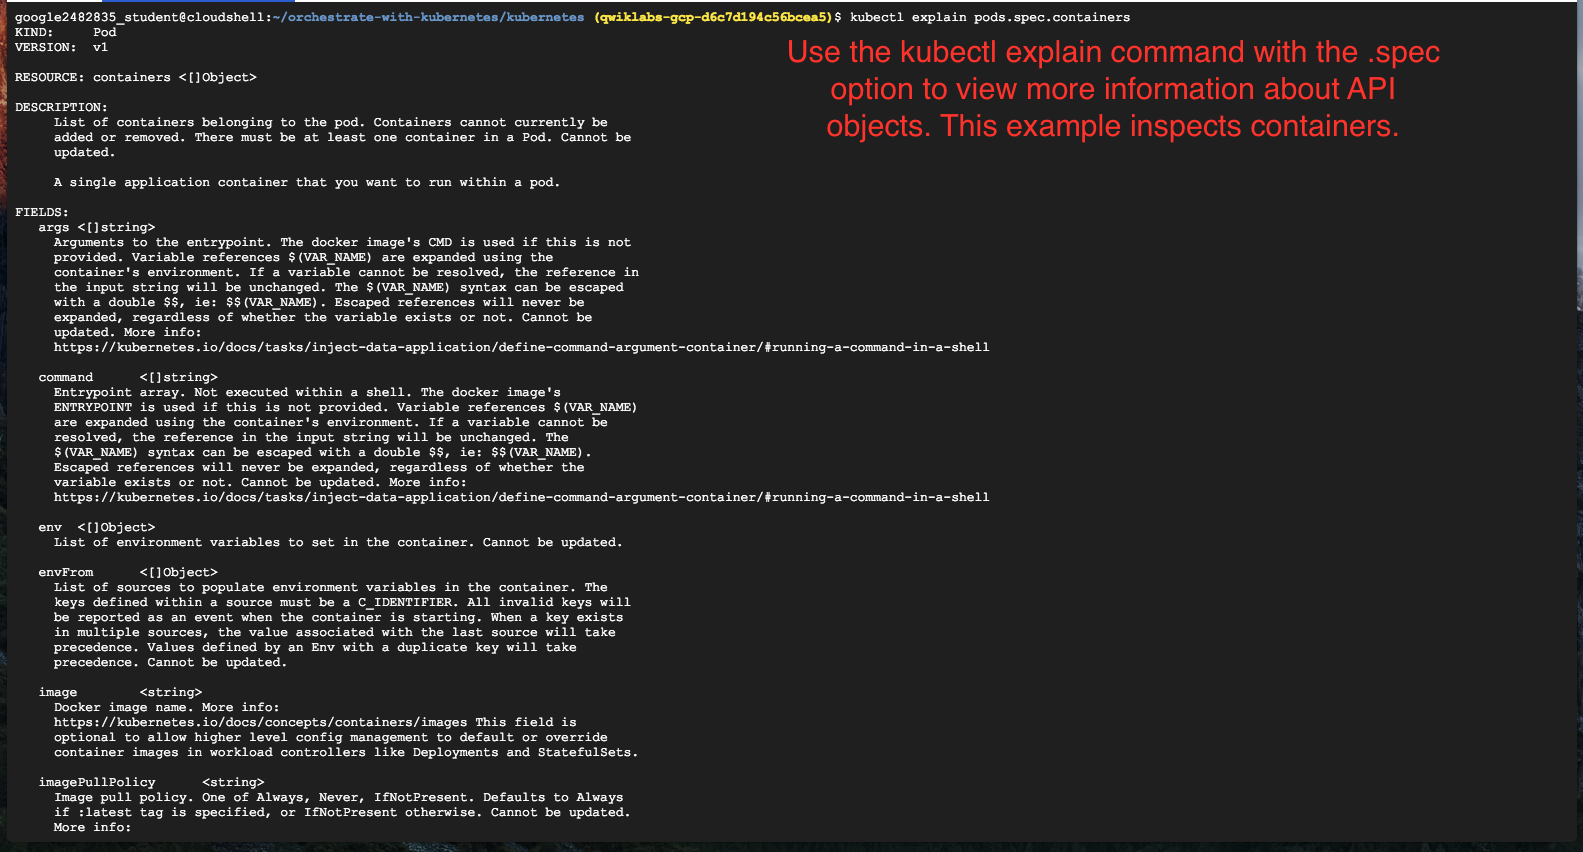 google2482835_student@cloudshell:~/orchestrate-with-kubernetes/kubernetes (qwiklabs-gcp-d6c7d194c56bcea5)$ kubectl explain pods.spec.containers
KIND:     Pod
VERSION:  v1
Use the kubectl explain command with the .spec
option to view more information about API
objects. This example inspects containers.
RESOURCE: containers <[]Object>
DESCRIPTION:
List of containers belonging to the pod. Containers cannot currently be
added or removed. There must be at least one container in a Pod. Cannot be
updated.
A single application container that you want to run within a pod.
FIELDS:
args <[]string>
Arguments to the entrypoint. The docker image's CMD is used if this is not
provided. Variable references $(VAR_NAME) are expanded using the
container's environment. If a variable cannot be resolved, the reference in
the input string will be unchanged. The $(VAR_NAME) syntax can be escaped
with a double $$, ie: $$(VAR_NAME). Escaped references will never be
expanded, regardless of whether the variable exists or not. Cannot be
updated. More info:
https://kubernetes.io/docs/tasks/inject-data-application/define-command-argument-container/#running-a-command-in-a-shell
command      <[]string>
Entrypoint array. Not executed within a shell. The docker image's
ENTRYPOINT is used if this is not provided. Variable references $(VAR_NAME)
are expanded using the container's environment. If a variable cannot be
resolved, the reference in the input string will be unchanged. The
$(VAR_NAME) syntax can be escaped with a double $$, ie: $$(VAR_NAME).
Escaped references will never be expanded, regardless of whether the
variable exists or not. Cannot be updated. More info:
https://kubernetes.io/docs/tasks/inject-data-application/define-command-argument-container/#running-a-command-in-a-shell
env  <[]Object>
List of environment variables to set in the container. Cannot be updated.
envFrom      <[]Object>
List of sources to populate environment variables in the container. The
keys defined within a source must be a C_IDENTIFIER. All invalid keys will
be reported as an event when the container is starting. When a key exists
in multiple sources, the value associated with the last source will take
precedence. Values defined by an Env with a duplicate key will take
precedence. Cannot be updated.
image        <string>
Docker image name. More info:
https://kubernetes.io/docs/concepts/containers/images This field is
optional to allow higher level config management to default or override
container images in workload controllers like Deployments and StatefulSets.
imagePullPolicy      <string>
Image pull policy. One of Always, Never, IfNotPresent. Defaults to Always
if :latest tag is specified, or IfNotPresent otherwise. Cannot be updated.
More info: